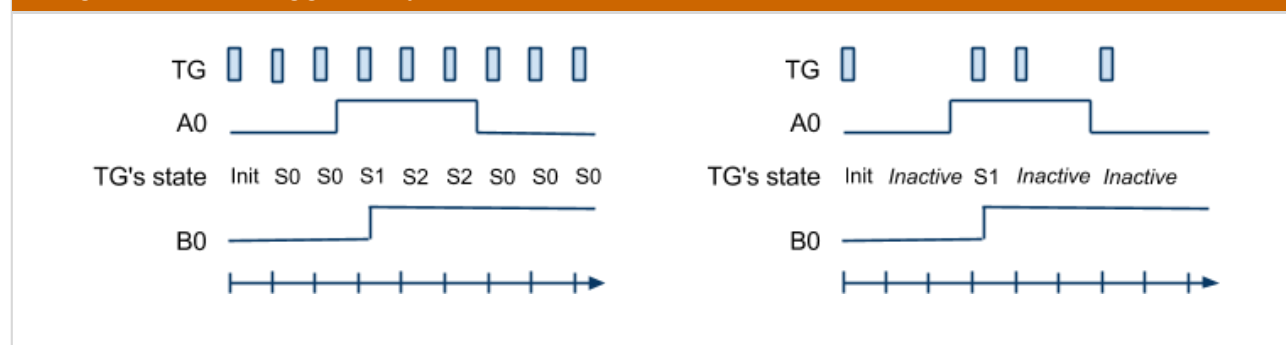 TG
A0
TG's state Init S0 S0 S1 S2 S2 S0 S0 S0
B0
TG
A0
TG's state Init Inactive S1 Inactive Inactive
B0